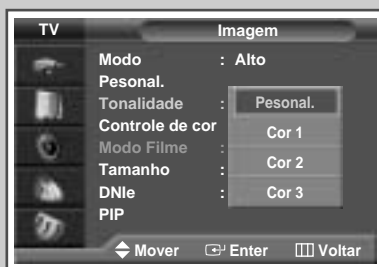 TV Imagem
Modo : Alto
Pesonal.
Tonalidade :
Controle de cor
Modo Filme :
Tamanho :
DNIe :
PIP
Pesonal.
Cor 1
Cor 2
Cor 3
Mover Enter Voltar